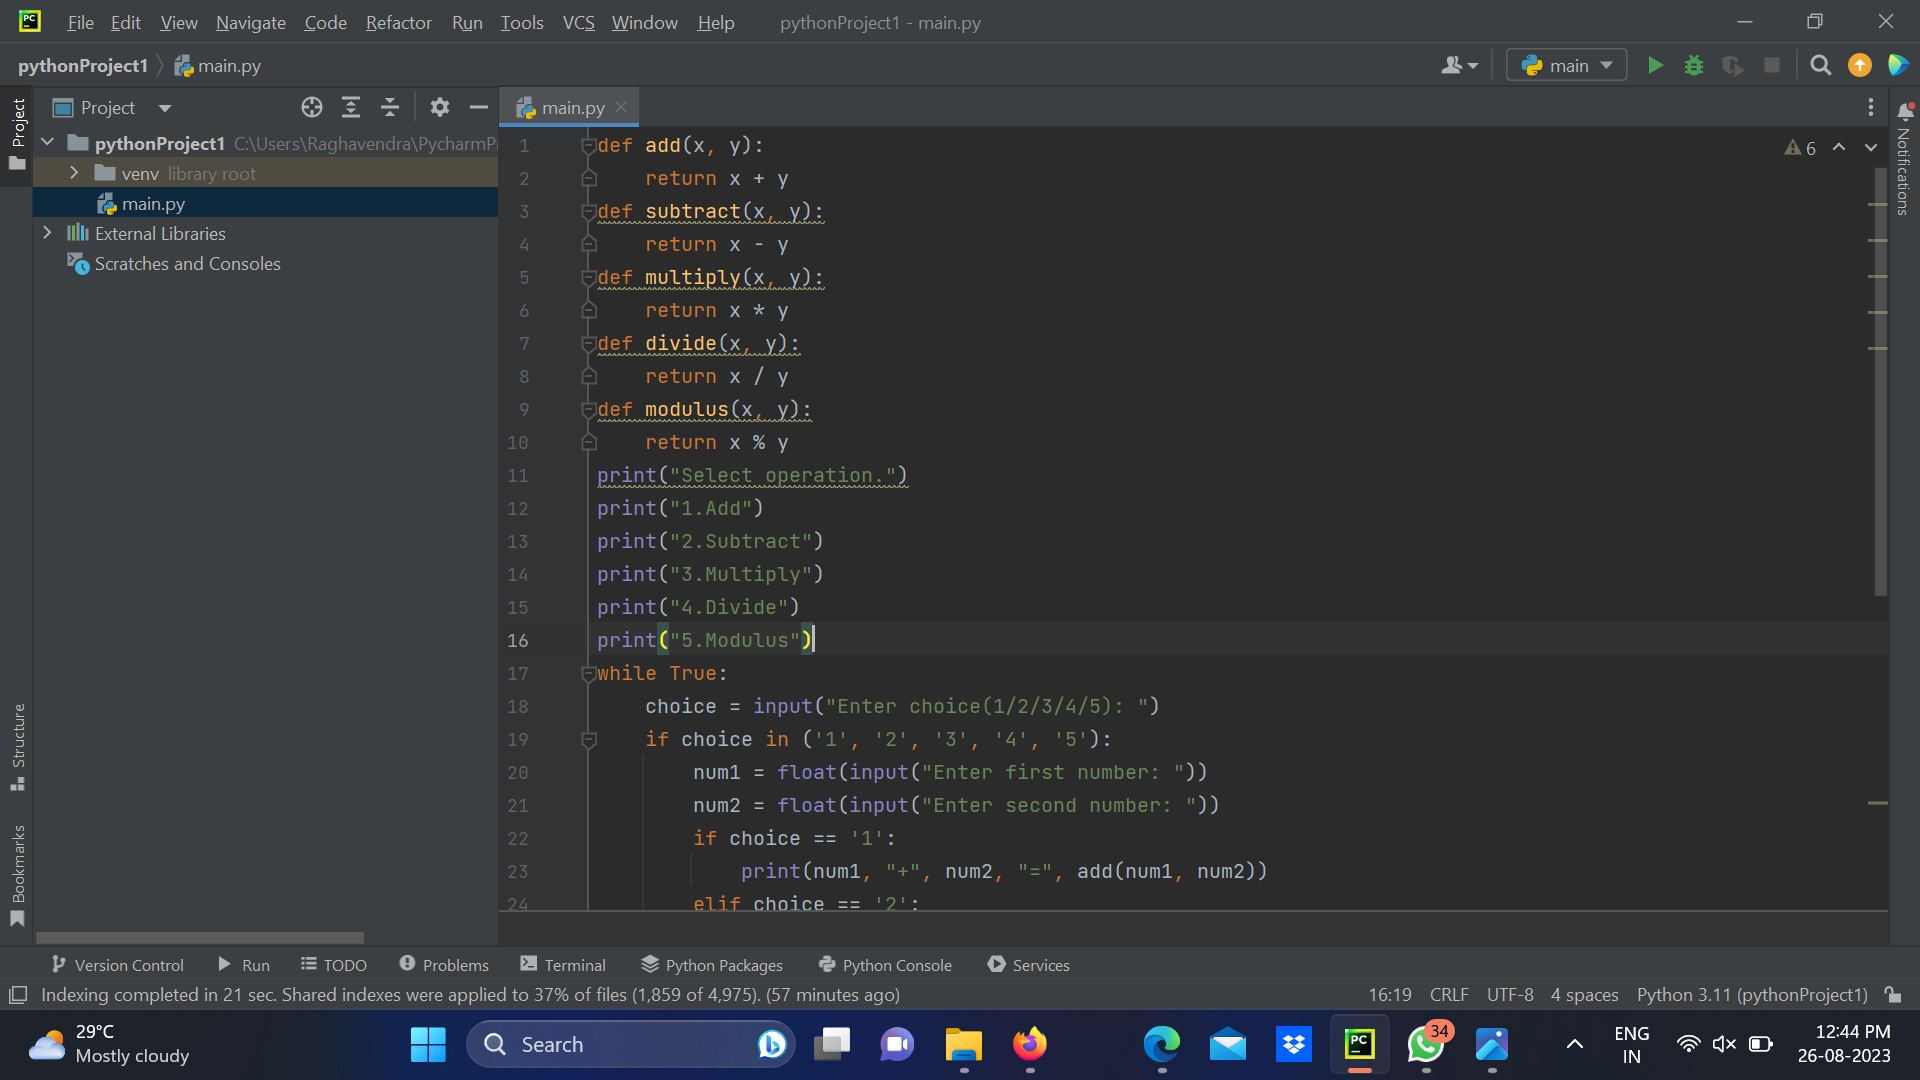 PC File Edit View Navigate Code Refactor Run Tools VCS Window Help pythonProject1 - main.py
pythonProject1 main.py
main
Project
main.py
Project
pythonProject1 C:\Users\Raghavendra\PycharmPr
venv library root
main.py
External Libraries
Scratches and Consoles
Structure
Bookmarks
Notifications
6
1 def add(x, y):
2     return x + y
3 def subtract(x, y):
4     return x - y
5 def multiply(x, y):
6     return x * y
7 def divide(x, y):
8     return x / y
9 def modulus(x, y):
10     return x % y
11 print("Select operation.")
12 print("1.Add")
13 print("2.Subtract")
14 print("3.Multiply")
15 print("4.Divide")
16 print("5.Modulus")
17 while True:
18     choice = input("Enter choice(1/2/3/4/5): ")
19     if choice in ('1', '2', '3', '4', '5'):
20         num1 = float(input("Enter first number: "))
21         num2 = float(input("Enter second number: "))
22         if choice == '1':
23             print(num1, "+", num2, "=", add(num1, num2))
24         elif choice == '2':
Version Control Run TODO Problems Terminal Python Packages Python Console Services
Indexing completed in 21 sec. Shared indexes were applied to 37% of files (1,859 of 4,975). (57 minutes ago) 16:19 CRLF UTF-8 4 spaces Python 3.11 (pythonProject1)
29°C
Mostly cloudy
Search
PC
34
ENG
IN
12:44 PM
26-08-2023